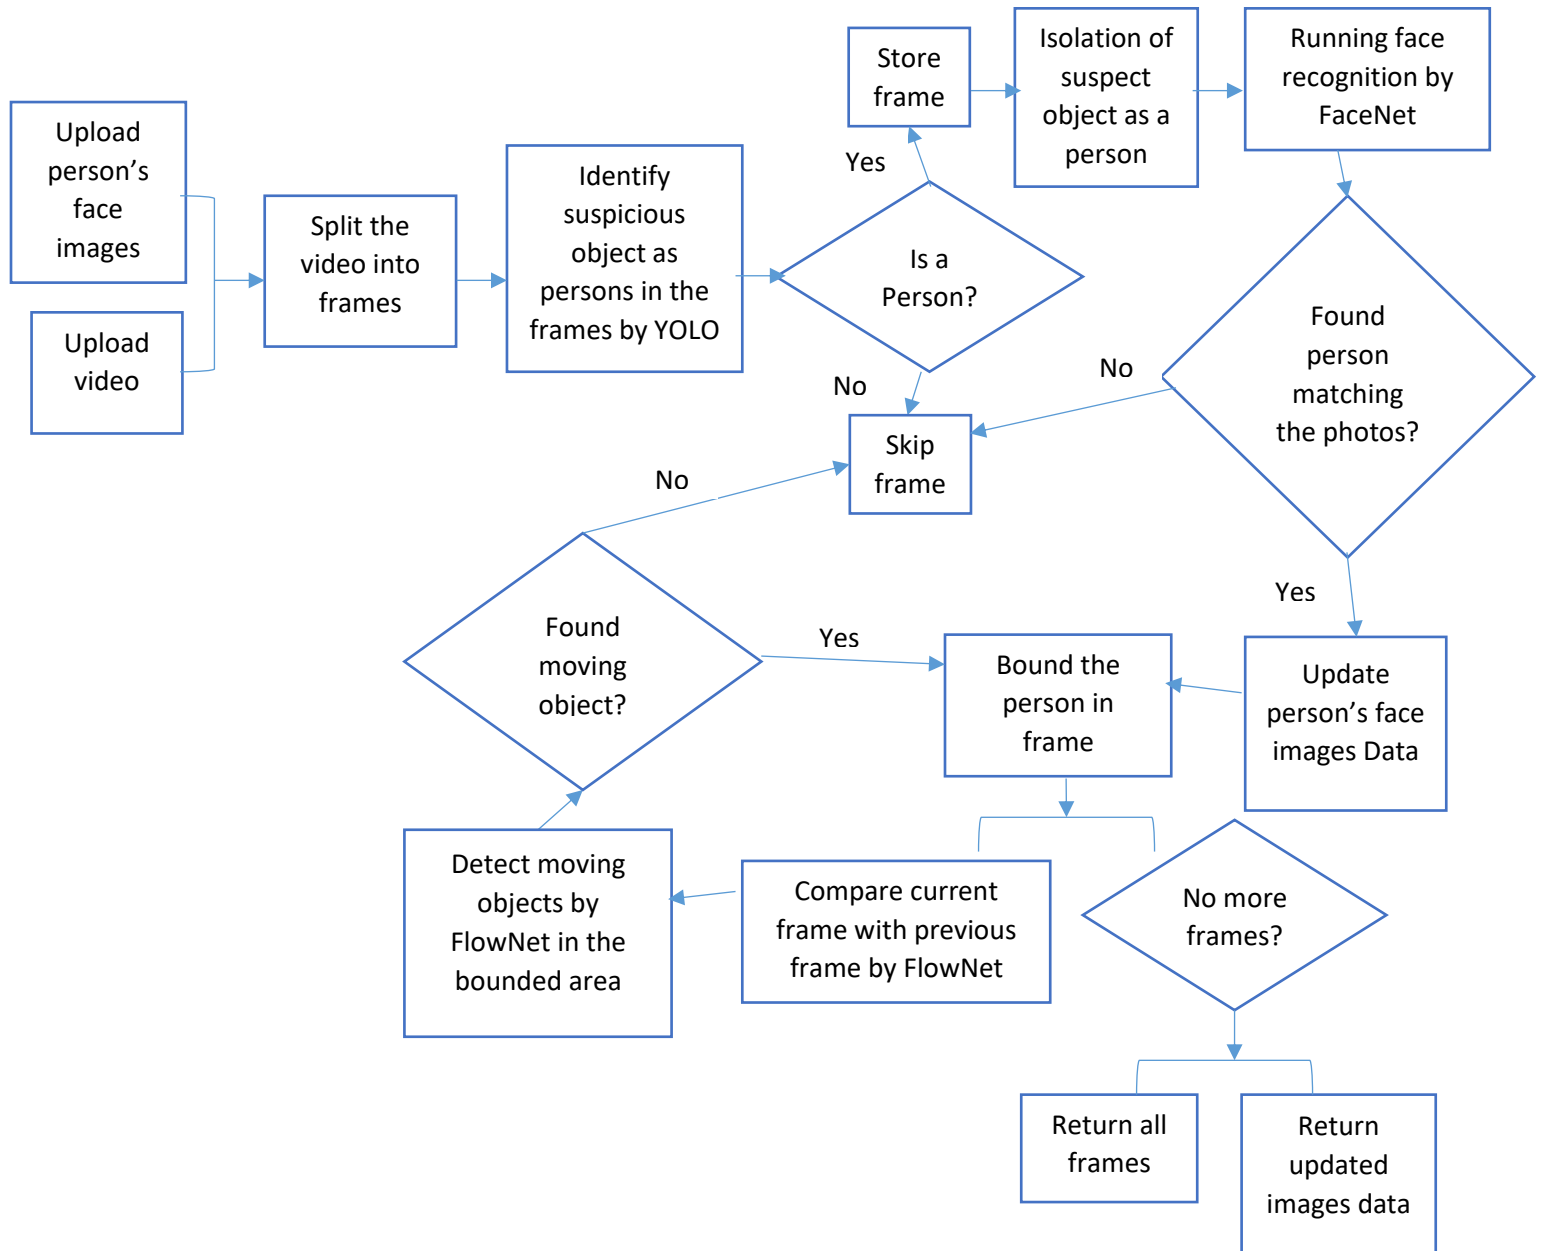 Upload
person's
face
images
Upload
video
Split the
video into
frames
Identify
suspicious
object as
persons in the
frames by YOLO
Is a
Person?
Yes
No
Store
frame
Isolation of
suspect
object as a
person
Running face
recognition by
FaceNet
Found
person
matching
the photos?
No
Yes
Skip
frame
Update
person's face
images Data
Bound the
person in
frame
Compare current
frame with previous
frame by FlowNet
Detect moving
objects by
FlowNet in the
bounded area
Found
moving
object?
No
Yes
No more
frames?
Return all
frames
Return
updated
images data